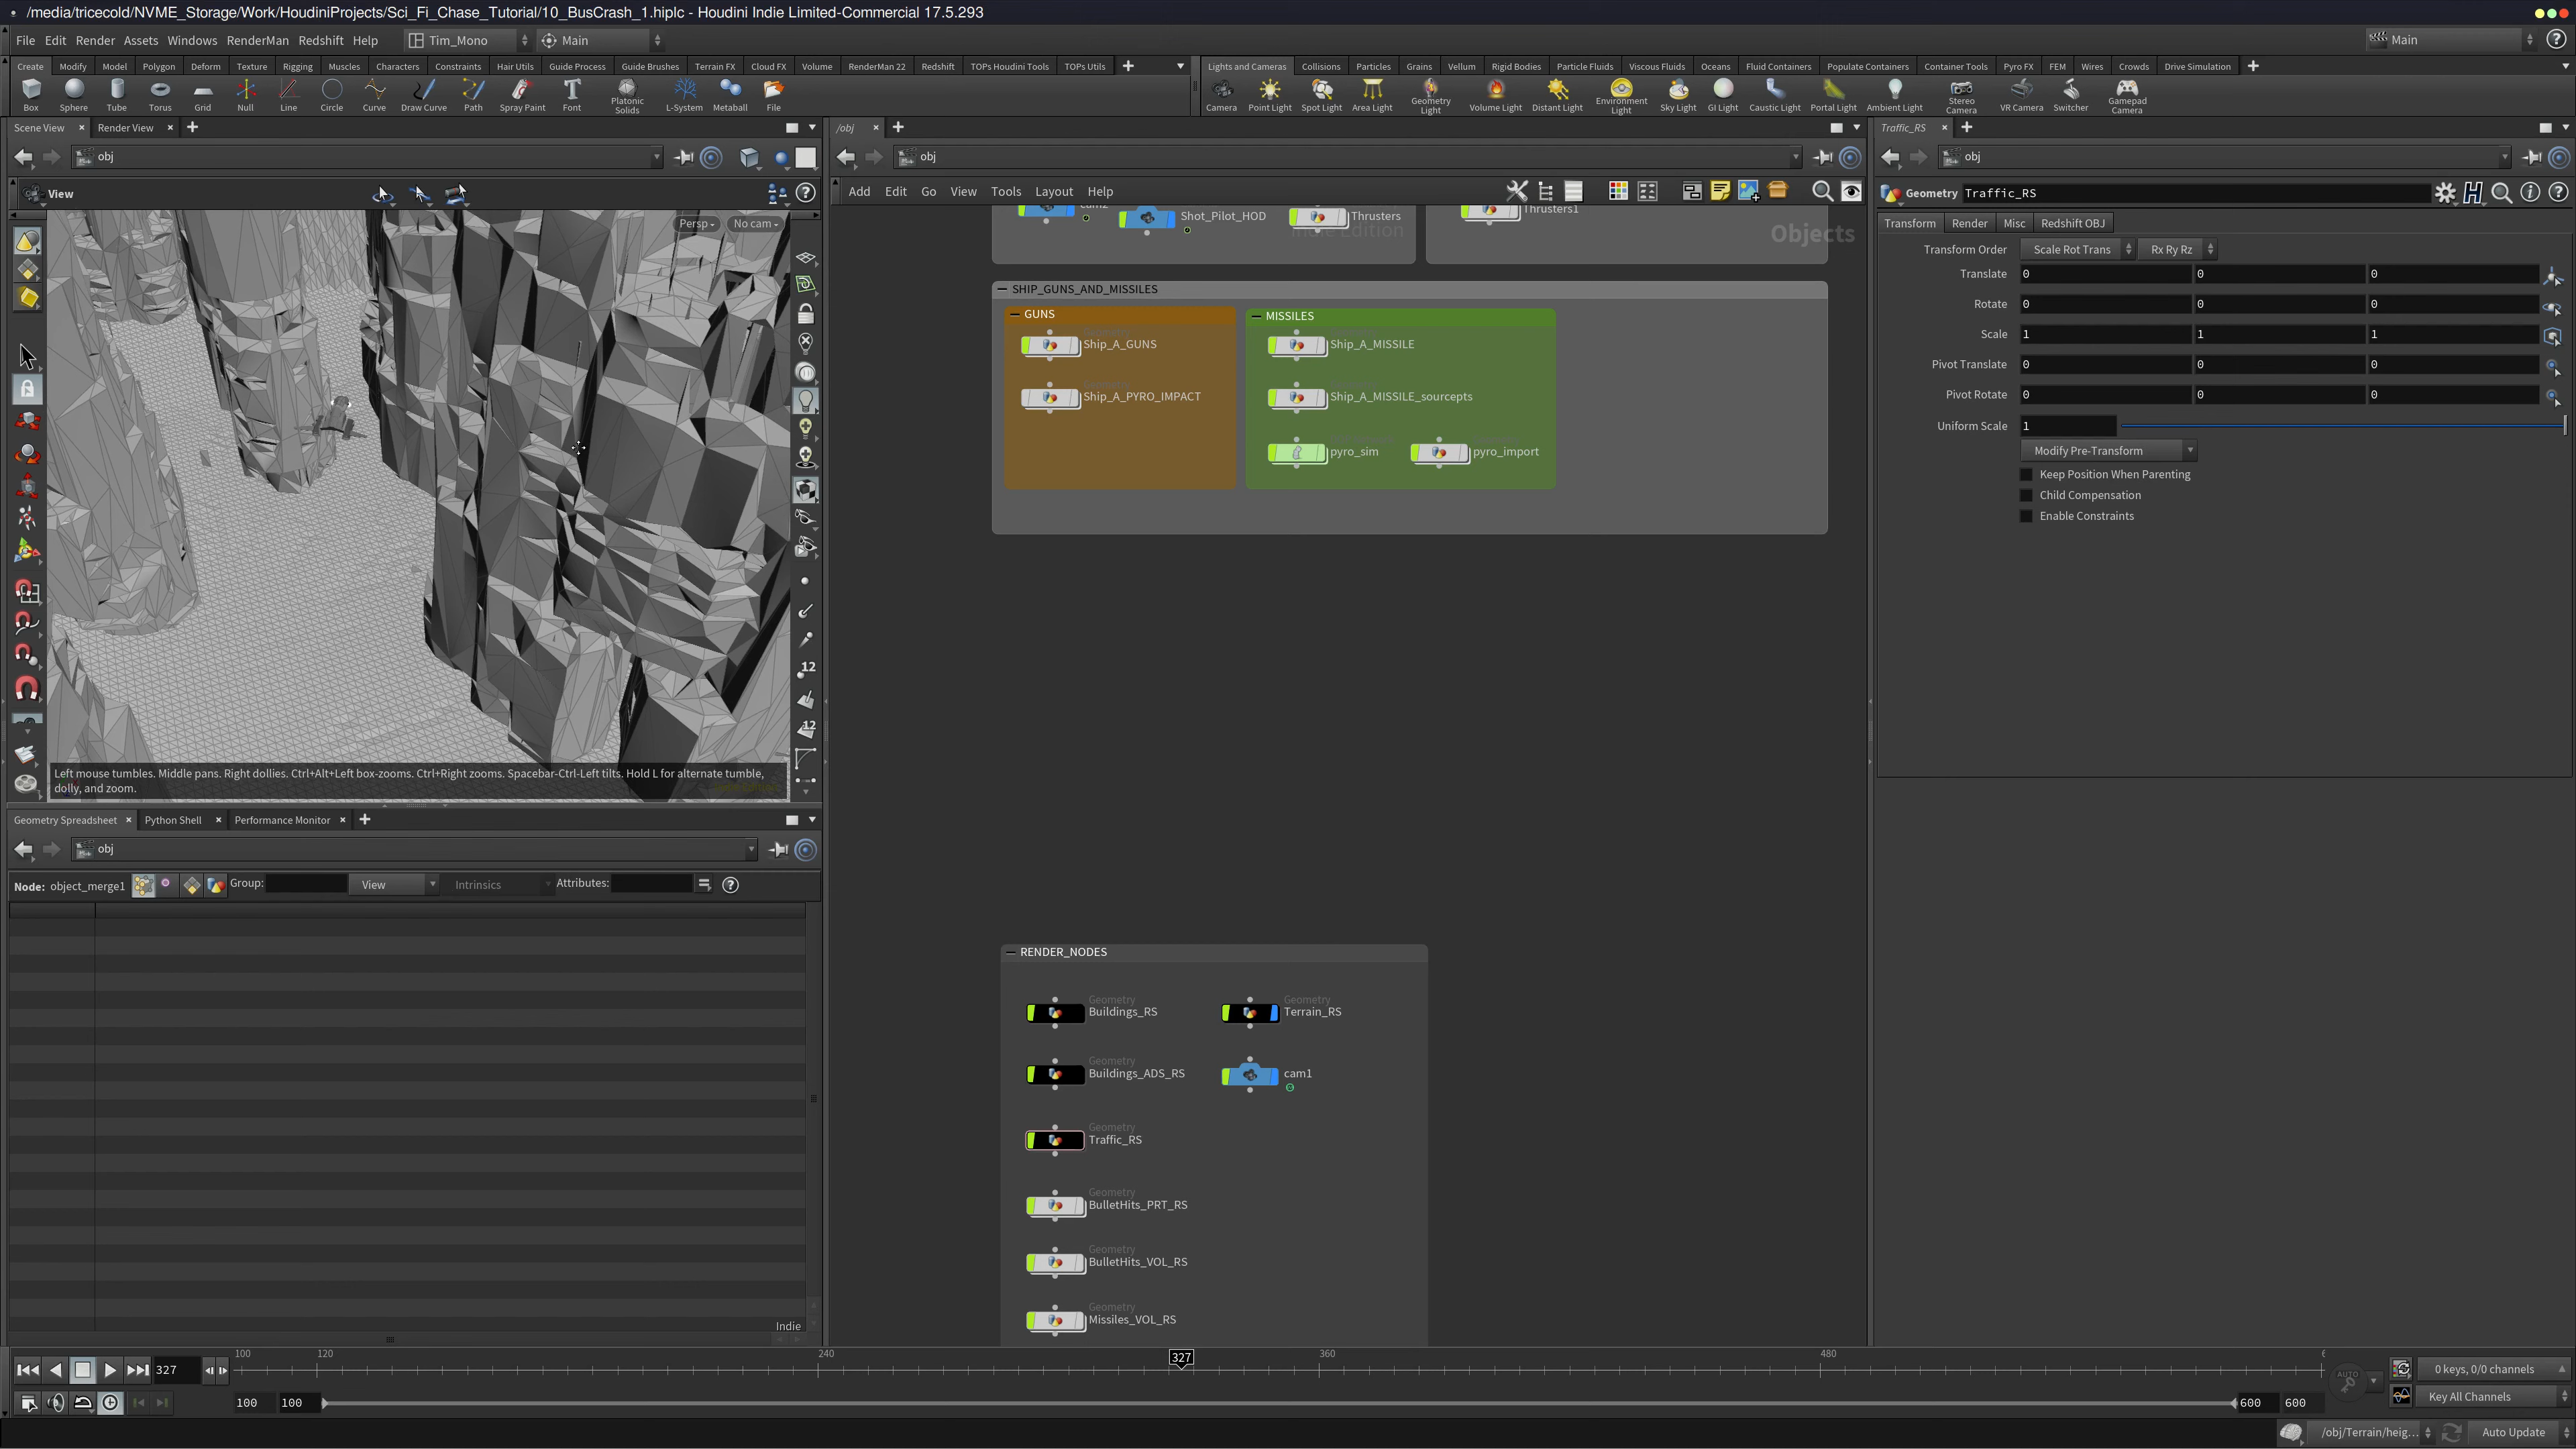 /media/tricecold/NVME_Storage/Work/HoudiniProjects/Sci_Fi_Chase_Tutorial/10_BusCrash_1.hiplc - Houdini Indie Limited-Commercial 17.5.293
File Edit Render Assets Windows RenderMan Redshift Help Tim_Mono Main Main
Create Modify Model Polygon Deform Texture Rigging Muscles Characters Constraints Hair Utils Guide Process Guide Brushes Terrain FX Cloud FX Volume RenderMan 22 Redshift TOPs Houdini Tools TOPs Utils
Lights and Cameras Collisions Particles Grains Vellum Rigid Bodies Particle Fluids Viscous Fluids Oceans Fluid Containers Populate Containers Container Tools Pyro FX FEM Wires Crowds Drive Simulation
Box Sphere Tube Torus Grid Null Line Circle Curve Draw Curve Path Spray Paint Font Platonic Solids L-System Metaball File
Camera Point Light Spot Light Area Light Geometry Light Volume Light Distant Light Environment Light Sky Light GI Light Caustic Light Portal Light Ambient Light Stereo Camera VR Camera Switcher Gamepad Camera
Scene View Render View
obj
View
Persp No cam
12
12
Left mouse tumbles. Middle pans. Right dollies. Ctrl+Alt+Left box-zooms. Ctrl+Right zooms. Spacebar-Ctrl-Left tilts. Hold L for alternate tumble,
dolly, and zoom.
Geometry Spreadsheet Python Shell Performance Monitor
obj
Node: object_merge1 Group: View Intrinsics Attributes:
Indie
/obj
obj
Add Edit Go View Tools Layout Help
cam2 Shot_Pilot_HOD Thrusters Thrusters1
Indie Edition
Objects
SHIP_GUNS_AND_MISSILES
GUNS
Ship_A_GUNS
Ship_A_PYRO_IMPACT
MISSILES
Ship_A_MISSILE
Ship_A_MISSILE_sourcepts
pyro_sim pyro_import
RENDER_NODES
Geometry Geometry
Buildings_RS Terrain_RS
Geometry
Buildings_ADS_RS cam1
Geometry
Traffic_RS
Geometry
BulletHits_PRT_RS
Geometry
BulletHits_VOL_RS
Geometry
Missiles_VOL_RS
Traffic_RS
obj
Geometry Traffic_RS
Transform Render Misc Redshift OBJ
Transform Order Scale Rot Trans Rx Ry Rz
Translate 0 0 0
Rotate 0 0 0
Scale 1 1 1
Pivot Translate 0 0 0
Pivot Rotate 0 0 0
Uniform Scale 1
Modify Pre-Transform
Keep Position When Parenting
Child Compensation
Enable Constraints
327 100 120 240 327 360 480
0 keys, 0/0 channels
AUTO
100 100 600 600
Key All Channels
/obj/Terrain/heig... Auto Update